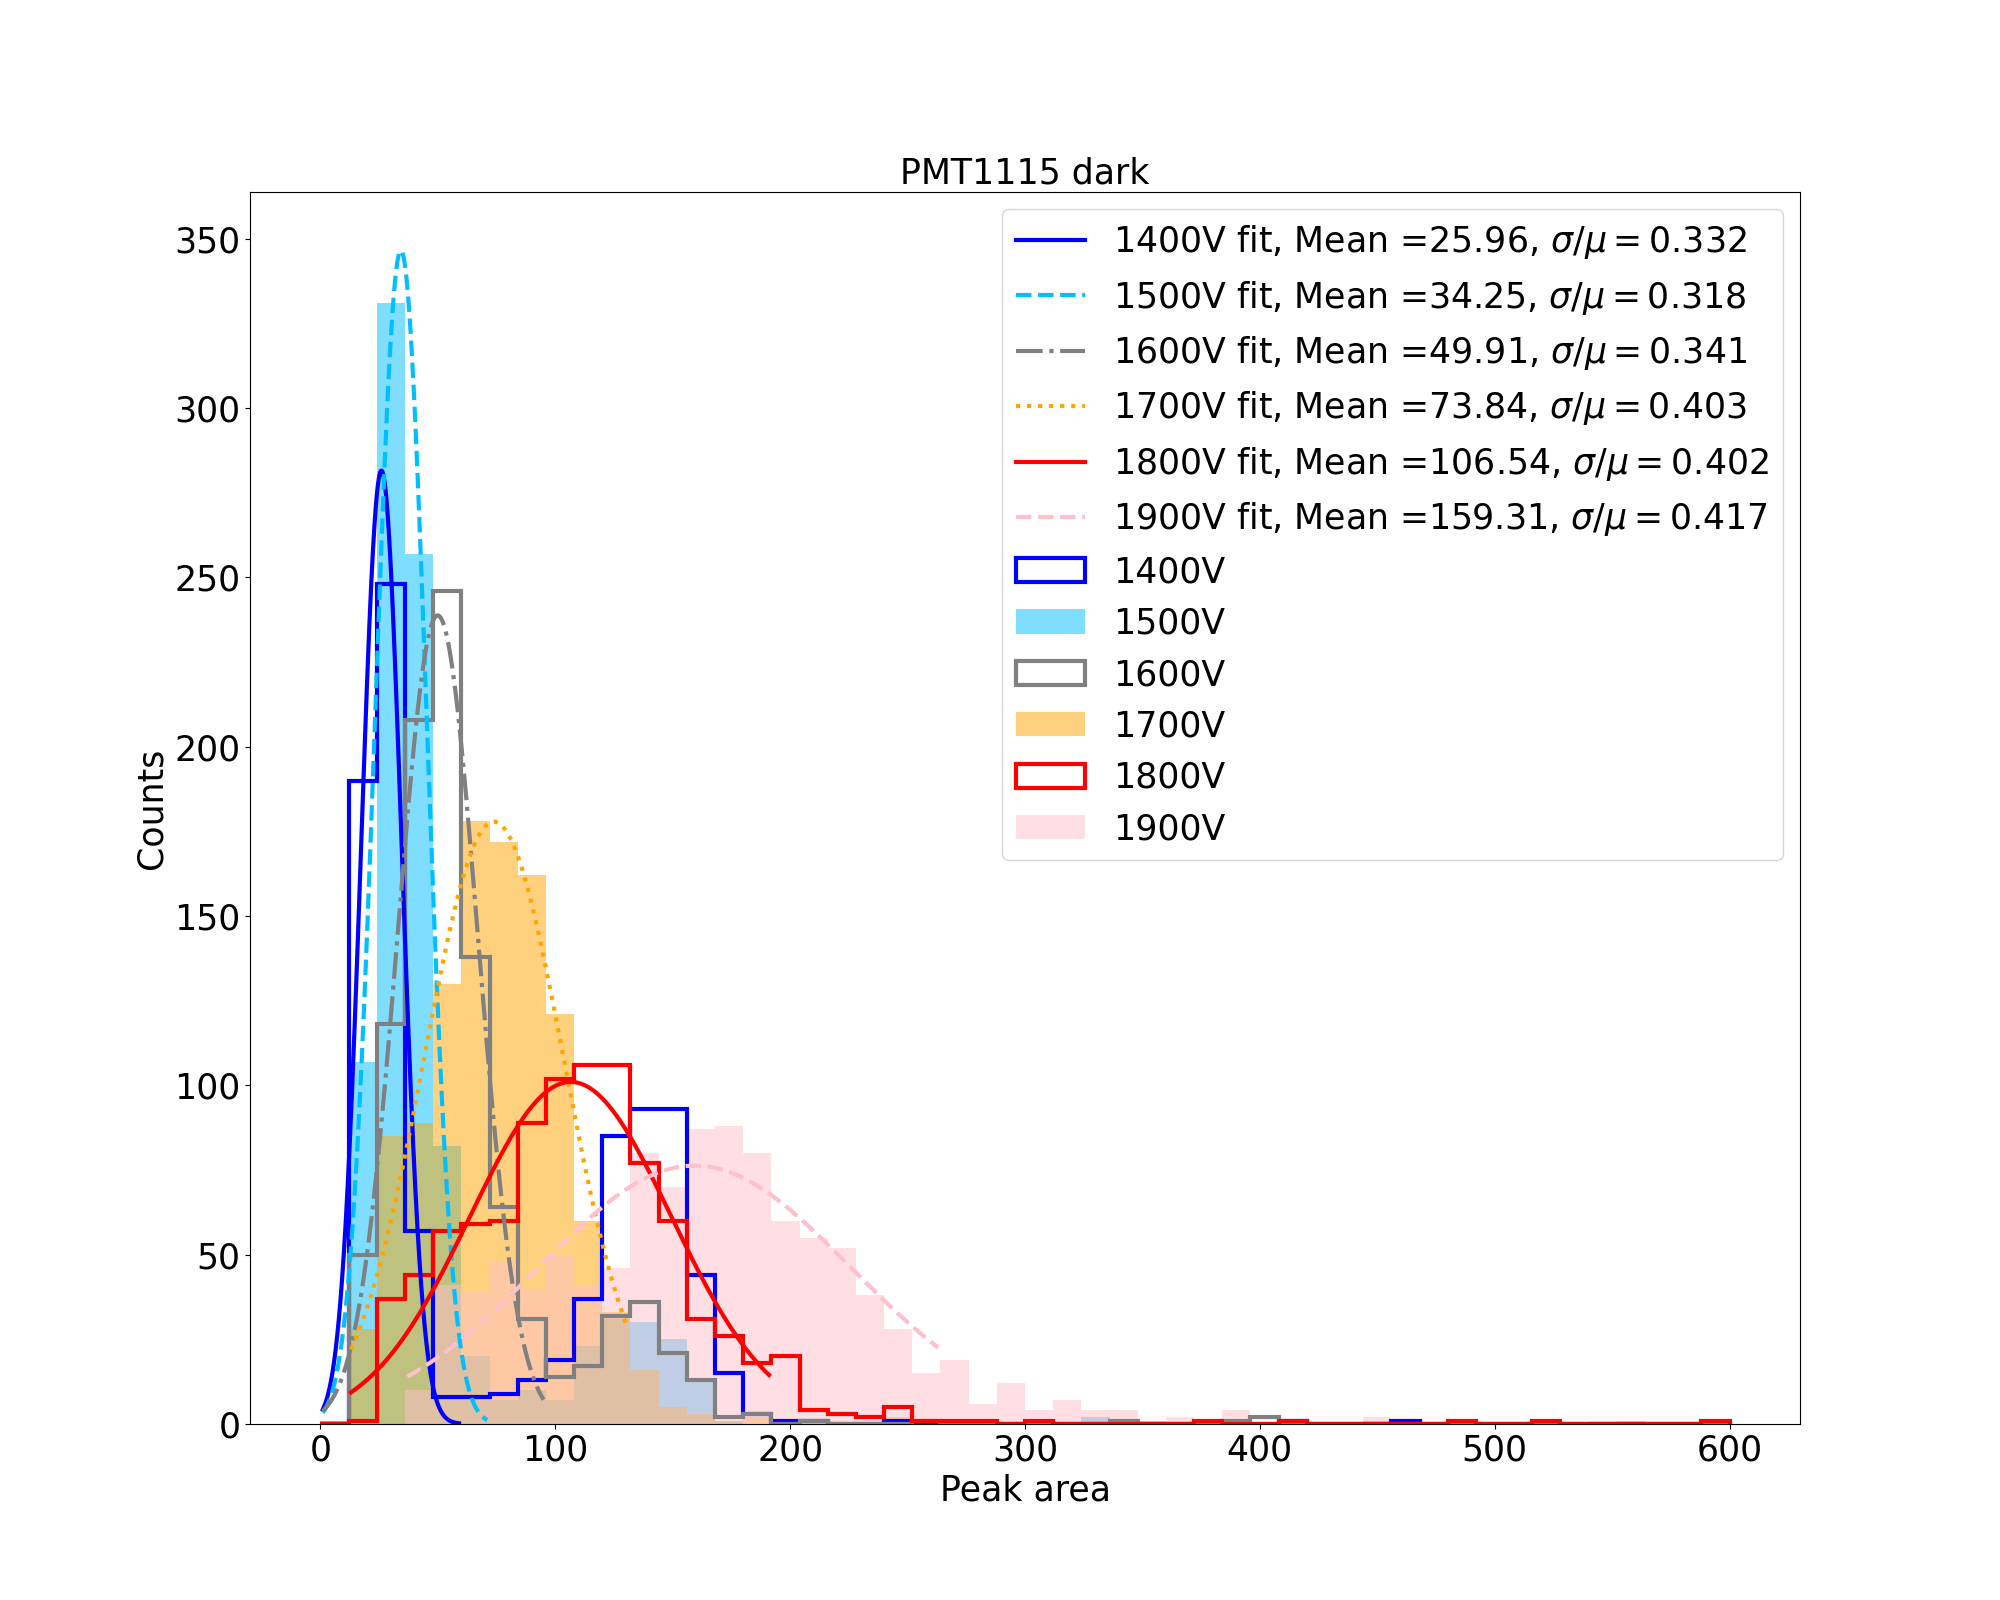 PMT1115 dark
350
300
250
200
150
100
50
0
Counts
1400V fit, Mean =25.96, σ/μ = 0.332
1500V fit, Mean =34.25, σ/μ = 0.318
1600V fit, Mean =49.91, σ/μ = 0.341
1700V fit, Mean =73.84, σ/μ = 0.403
1800V fit, Mean =106.54, σ/μ = 0.402
1900V fit, Mean =159.31, σ/μ = 0.417
1400V
1500V
1600V
1700V
1800V
1900V
0 100 200 300 400 500 600
Peak area